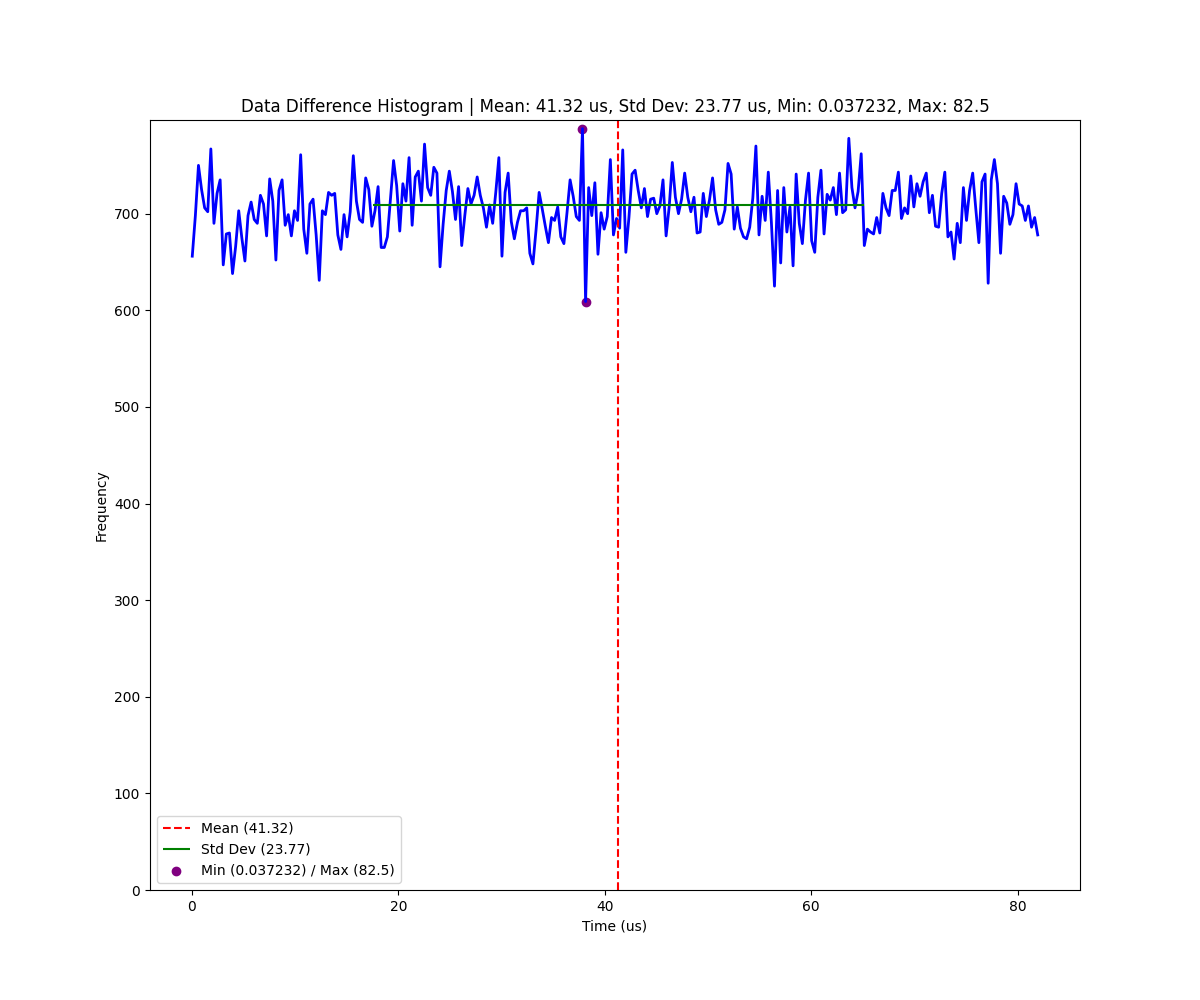 Data Difference Histogram | Mean: 41.32 us, Std Dev: 23.77 us, Min: 0.037232, Max: 82.5
700
600
500
400
300
200
100
0
Frequency
Mean (41.32)
Std Dev (23.77)
Min (0.037232) / Max (82.5)
0 20 40 60 80
Time (us)